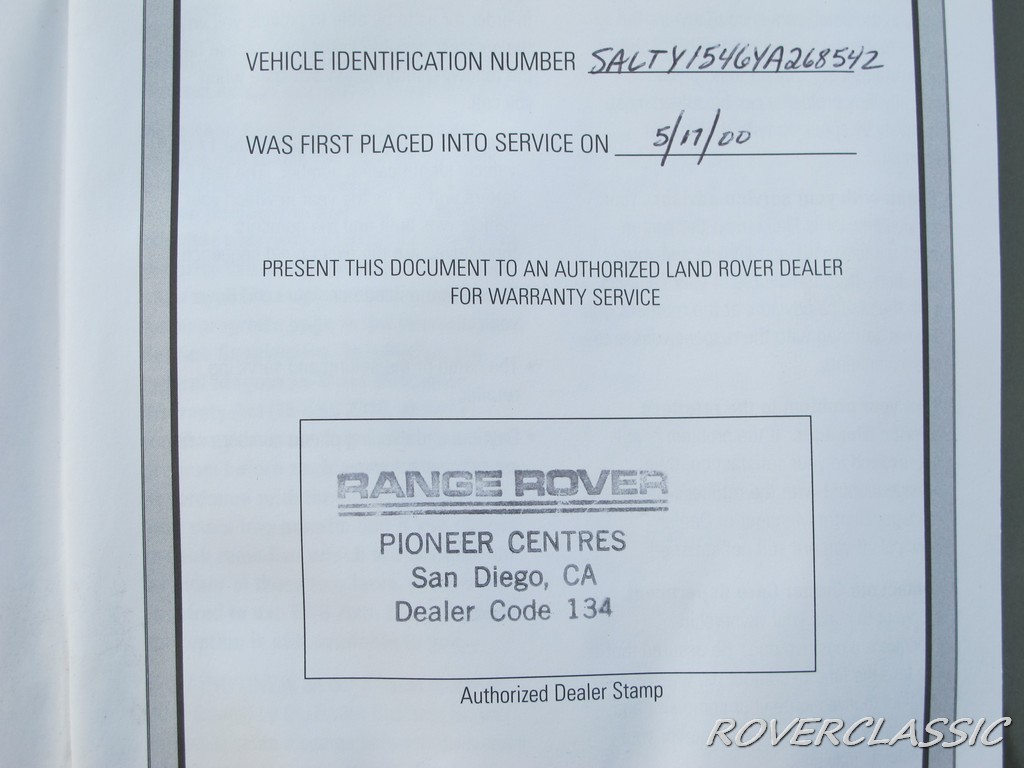 VEHICLE IDENTIFICATION NUMBER SALTY1546YA268542
WAS FIRST PLACED INTO SERVICE ON 5/17/00
PRESENT THIS DOCUMENT TO AN AUTHORIZED LAND ROVER DEALER
FOR WARRANTY SERVICE
RANGE ROVER
PIONEER CENTRES
San Diego, CA
Dealer Code 134
Authorized Dealer Stamp
ROVERCLASSIC